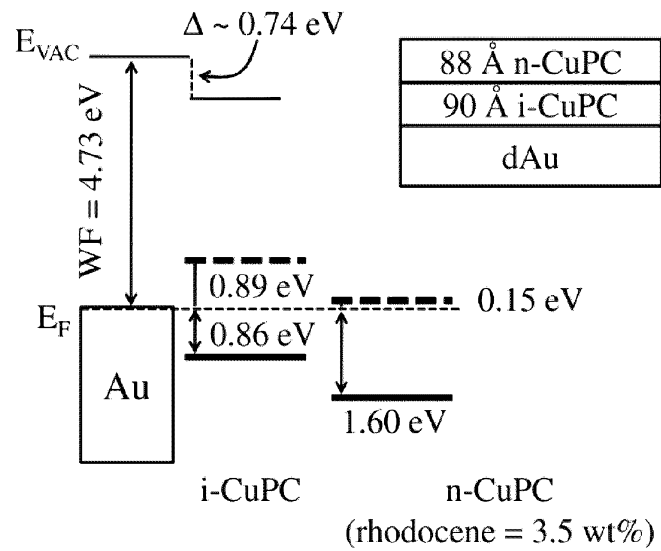 Δ ~ 0.74 eV
E_VAC
WF = 4.73 eV
88 Å n-CuPC
90 Å i-CuPC
dAu
0.89 eV
0.15 eV
E_F
0.86 eV
Au
1.60 eV
i-CuPC
n-CuPC
(rhodocene = 3.5 wt%)